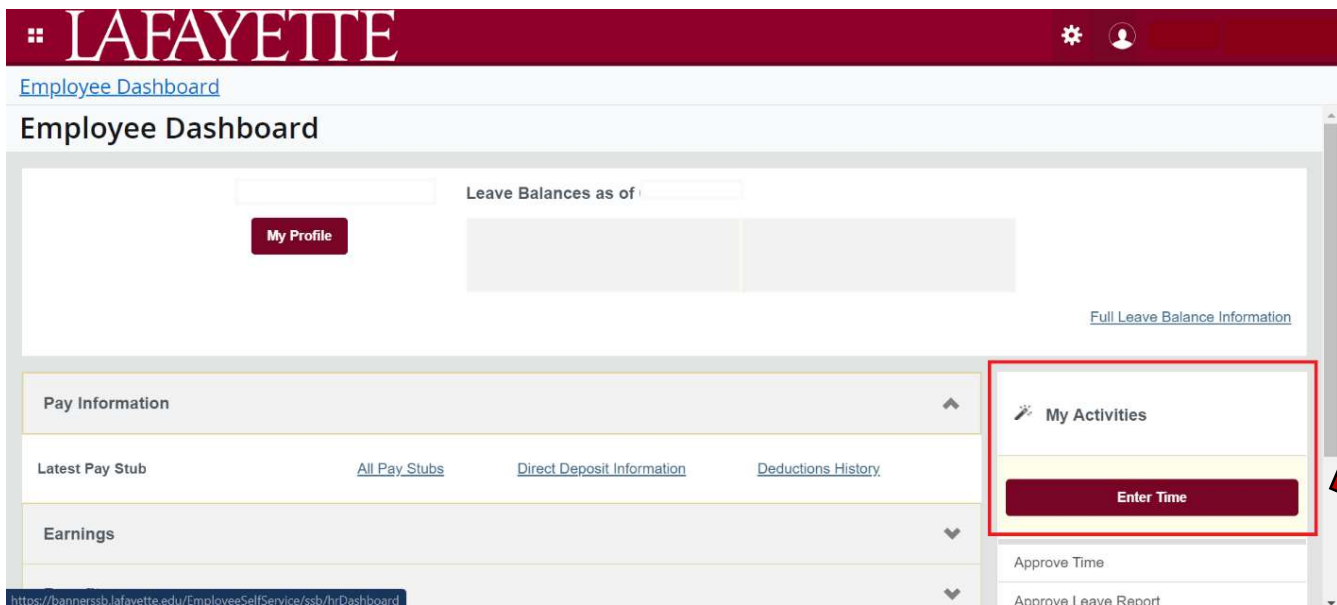 LAFAYETTE
Employee Dashboard
Employee Dashboard
Leave Balances as of
My Profile
Full Leave Balance Information
Pay Information
My Activities
Latest Pay Stub All Pay Stubs Direct Deposit Information Deductions History
Enter Time
Earnings
Approve Time
https://bannerssb.lafayette.edu/EmployeeSelfService/ssb/hrDashboard
Approve Leave Report